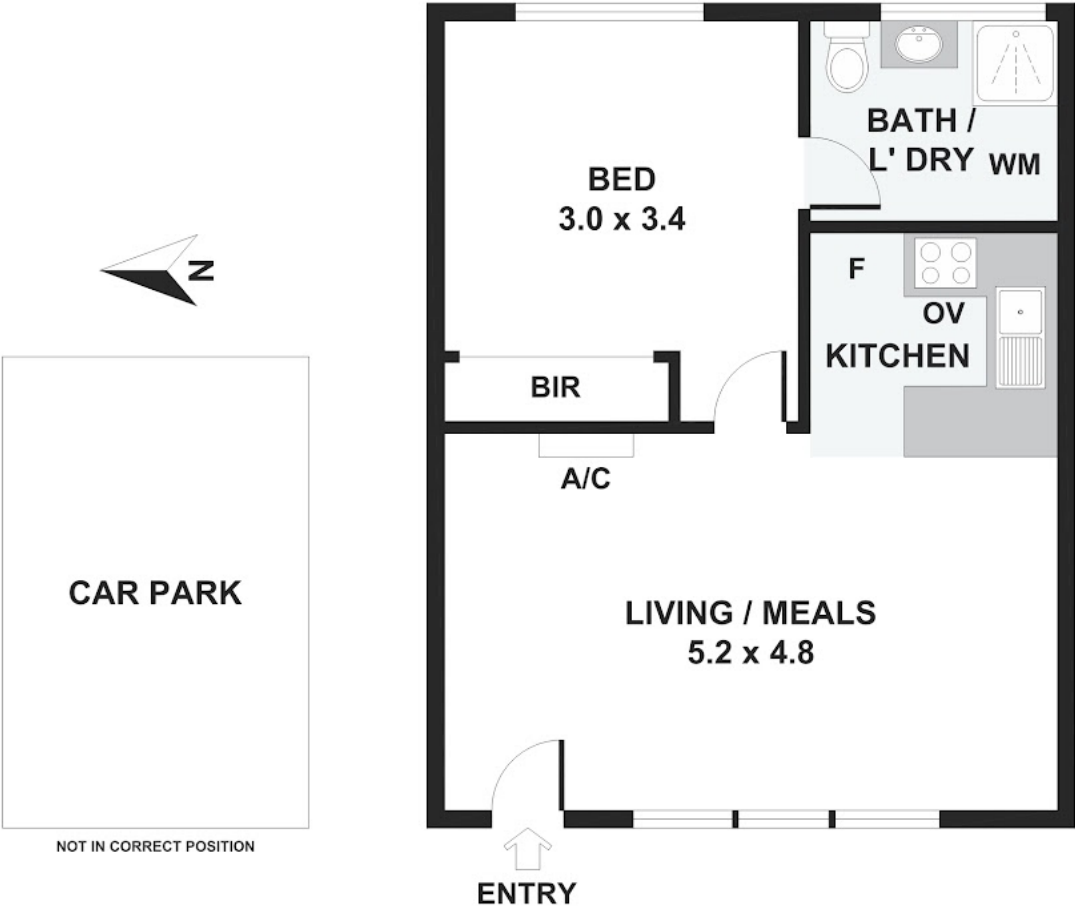 BATH /
L' DRY
WM
BED
3.0 x 3.4
N
F
OV
KITCHEN
BIR
A/C
CAR PARK
LIVING / MEALS
5.2 x 4.8
NOT IN CORRECT POSITION
ENTRY